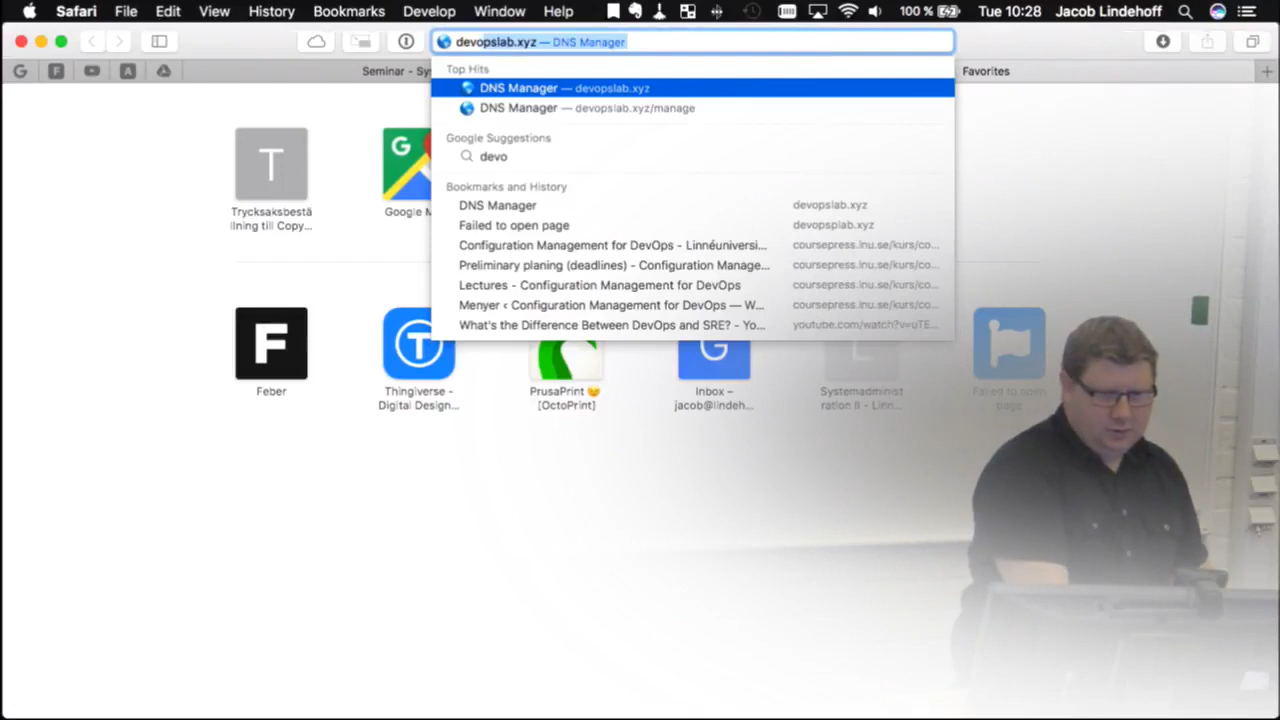 Safari File Edit View History Bookmarks Develop Window Help 100 % Tue 10:28 Jacob Lindehoff
devopslab.xyz — DNS Manager
Seminar - Sy
Favorites
Top Hits
DNS Manager — devopslab.xyz
DNS Manager — devopslab.xyz/manage
Google Suggestions
devo
Bookmarks and History
DNS Manager devopslab.xyz
Failed to open page devopsplab.xyz
Configuration Management for DevOps - Linnéuniversi... coursepress.lnu.se/kurs/co...
Preliminary planing (deadlines) - Configuration Manage... coursepress.lnu.se/kurs/co...
Lectures - Configuration Management for DevOps coursepress.lnu.se/kurs/co...
Menyer ‹ Configuration Management for DevOps — W... coursepress.lnu.se/kurs/co...
What's the Difference Between DevOps and SRE? - Yo... youtube.com/watch?v=uTE...
T
G
Trycksaksbestä
llning till Copy...
Google M
F
T
G
L
Feber
Thingiverse -
Digital Design...
PrusaPrint
[OctoPrint]
Inbox –
jacob@lindeh...
Systemadminist
ration II - Linn...
Failed to open
page